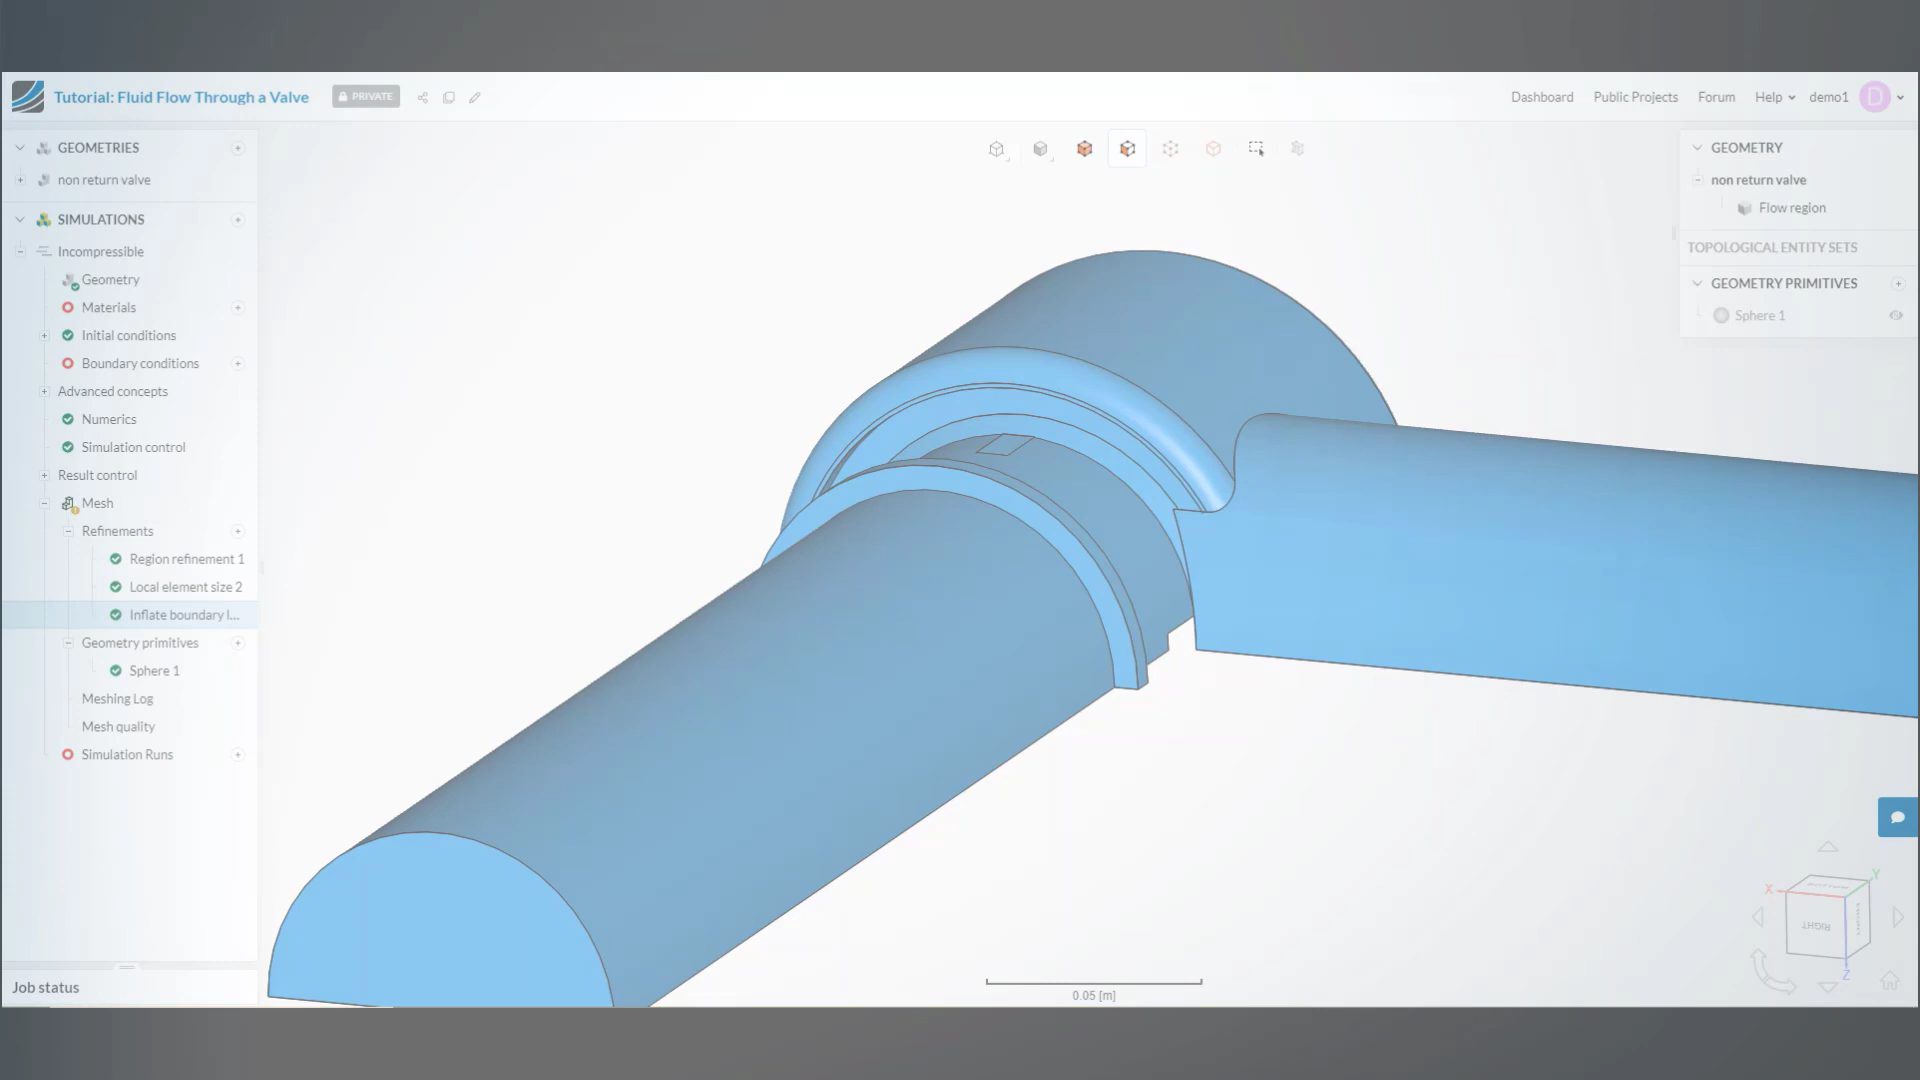 Tutorial: Fluid Flow Through a Valve
PRIVATE
Dashboard
Public Projects
Forum
Help
demo1
D
GEOMETRIES
non return valve
SIMULATIONS
Incompressible
Geometry
Materials
Initial conditions
Boundary conditions
Advanced concepts
Numerics
Simulation control
Result control
Mesh
Refinements
Region refinement 1
Local element size 2
Inflate boundary l...
Geometry primitives
Sphere 1
Meshing Log
Mesh quality
Simulation Runs
Job status
GEOMETRY
non return valve
Flow region
TOPOLOGICAL ENTITY SETS
GEOMETRY PRIMITIVES
Sphere 1
0.05 [m]
X
Y
RIGHT
Z